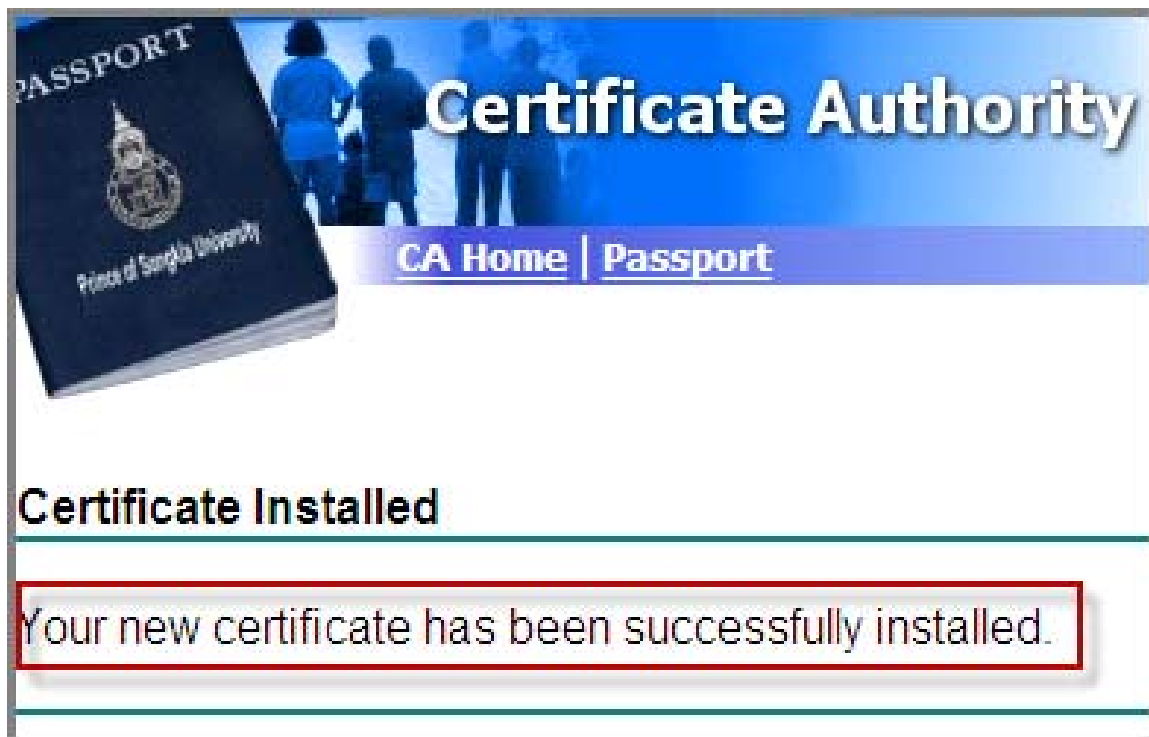 PASSPORT
Prince of Songkla University
Certificate Authority
CA Home | Passport
Certificate Installed
Your new certificate has been successfully installed.